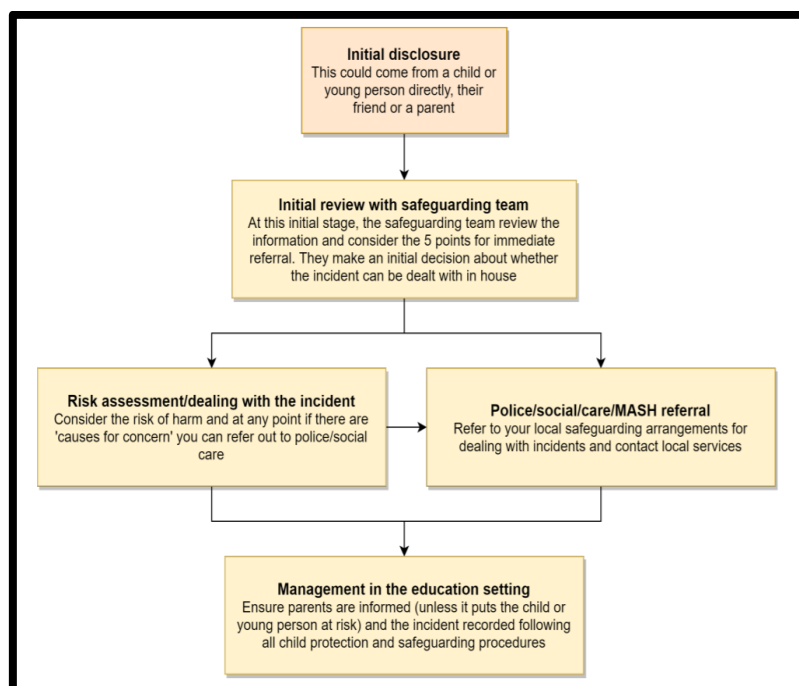 Initial disclosure
This could come from a child or
young person directly, their
friend or a parent
Initial review with safeguarding team
At this initial stage, the safeguarding team review the
information and consider the 5 points for immediate
referral. They make an initial decision about whether
the incident can be dealt with in house
Risk assessment/dealing with the incident
Consider the risk of harm and at any point if there are
'causes for concern' you can refer out to police/social
care
Police/social/care/MASH referral
Refer to your local safeguarding arrangements for
dealing with incidents and contact local services
Management in the education setting
Ensure parents are informed (unless it puts the child or
young person at risk) and the incident recorded following
all child protection and safeguarding procedures